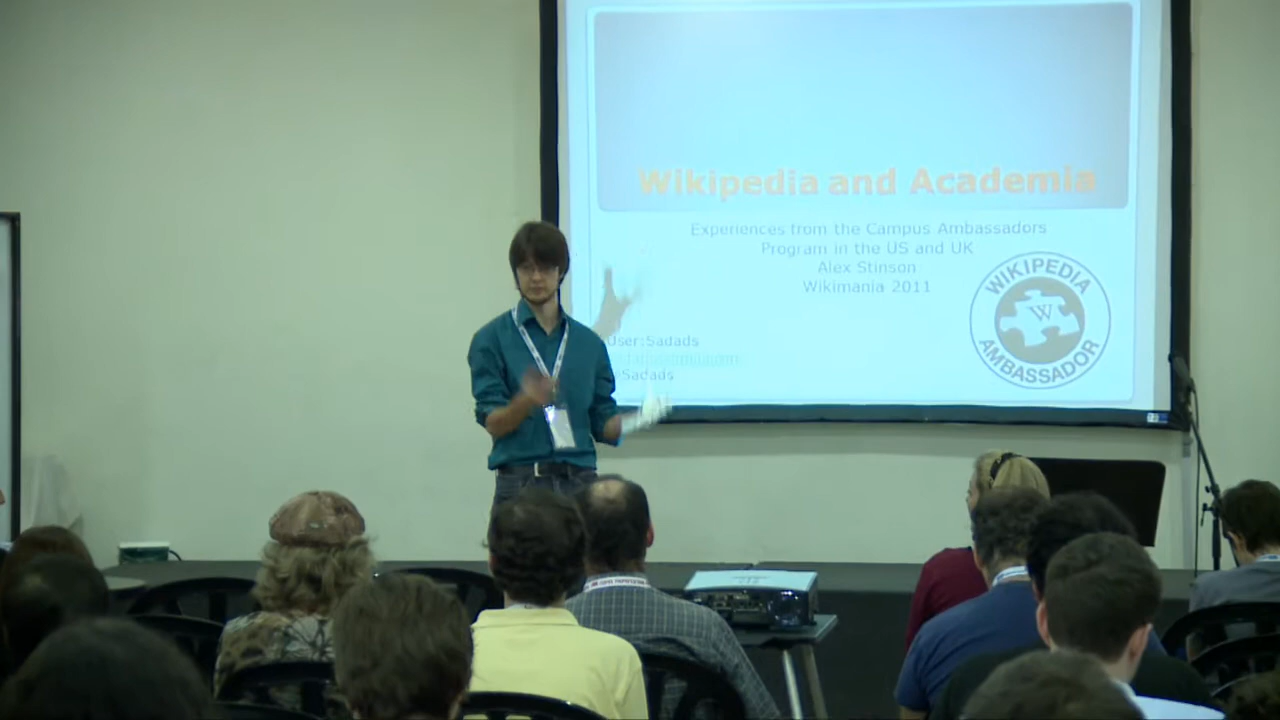 Wikipedia and Academia
Experiences from the Campus Ambassadors
Program in the US and UK
Alex Stinson
Wikimania 2011
WIKIPEDIA
W
AMBASSADOR
User:Sadads
@Sadads